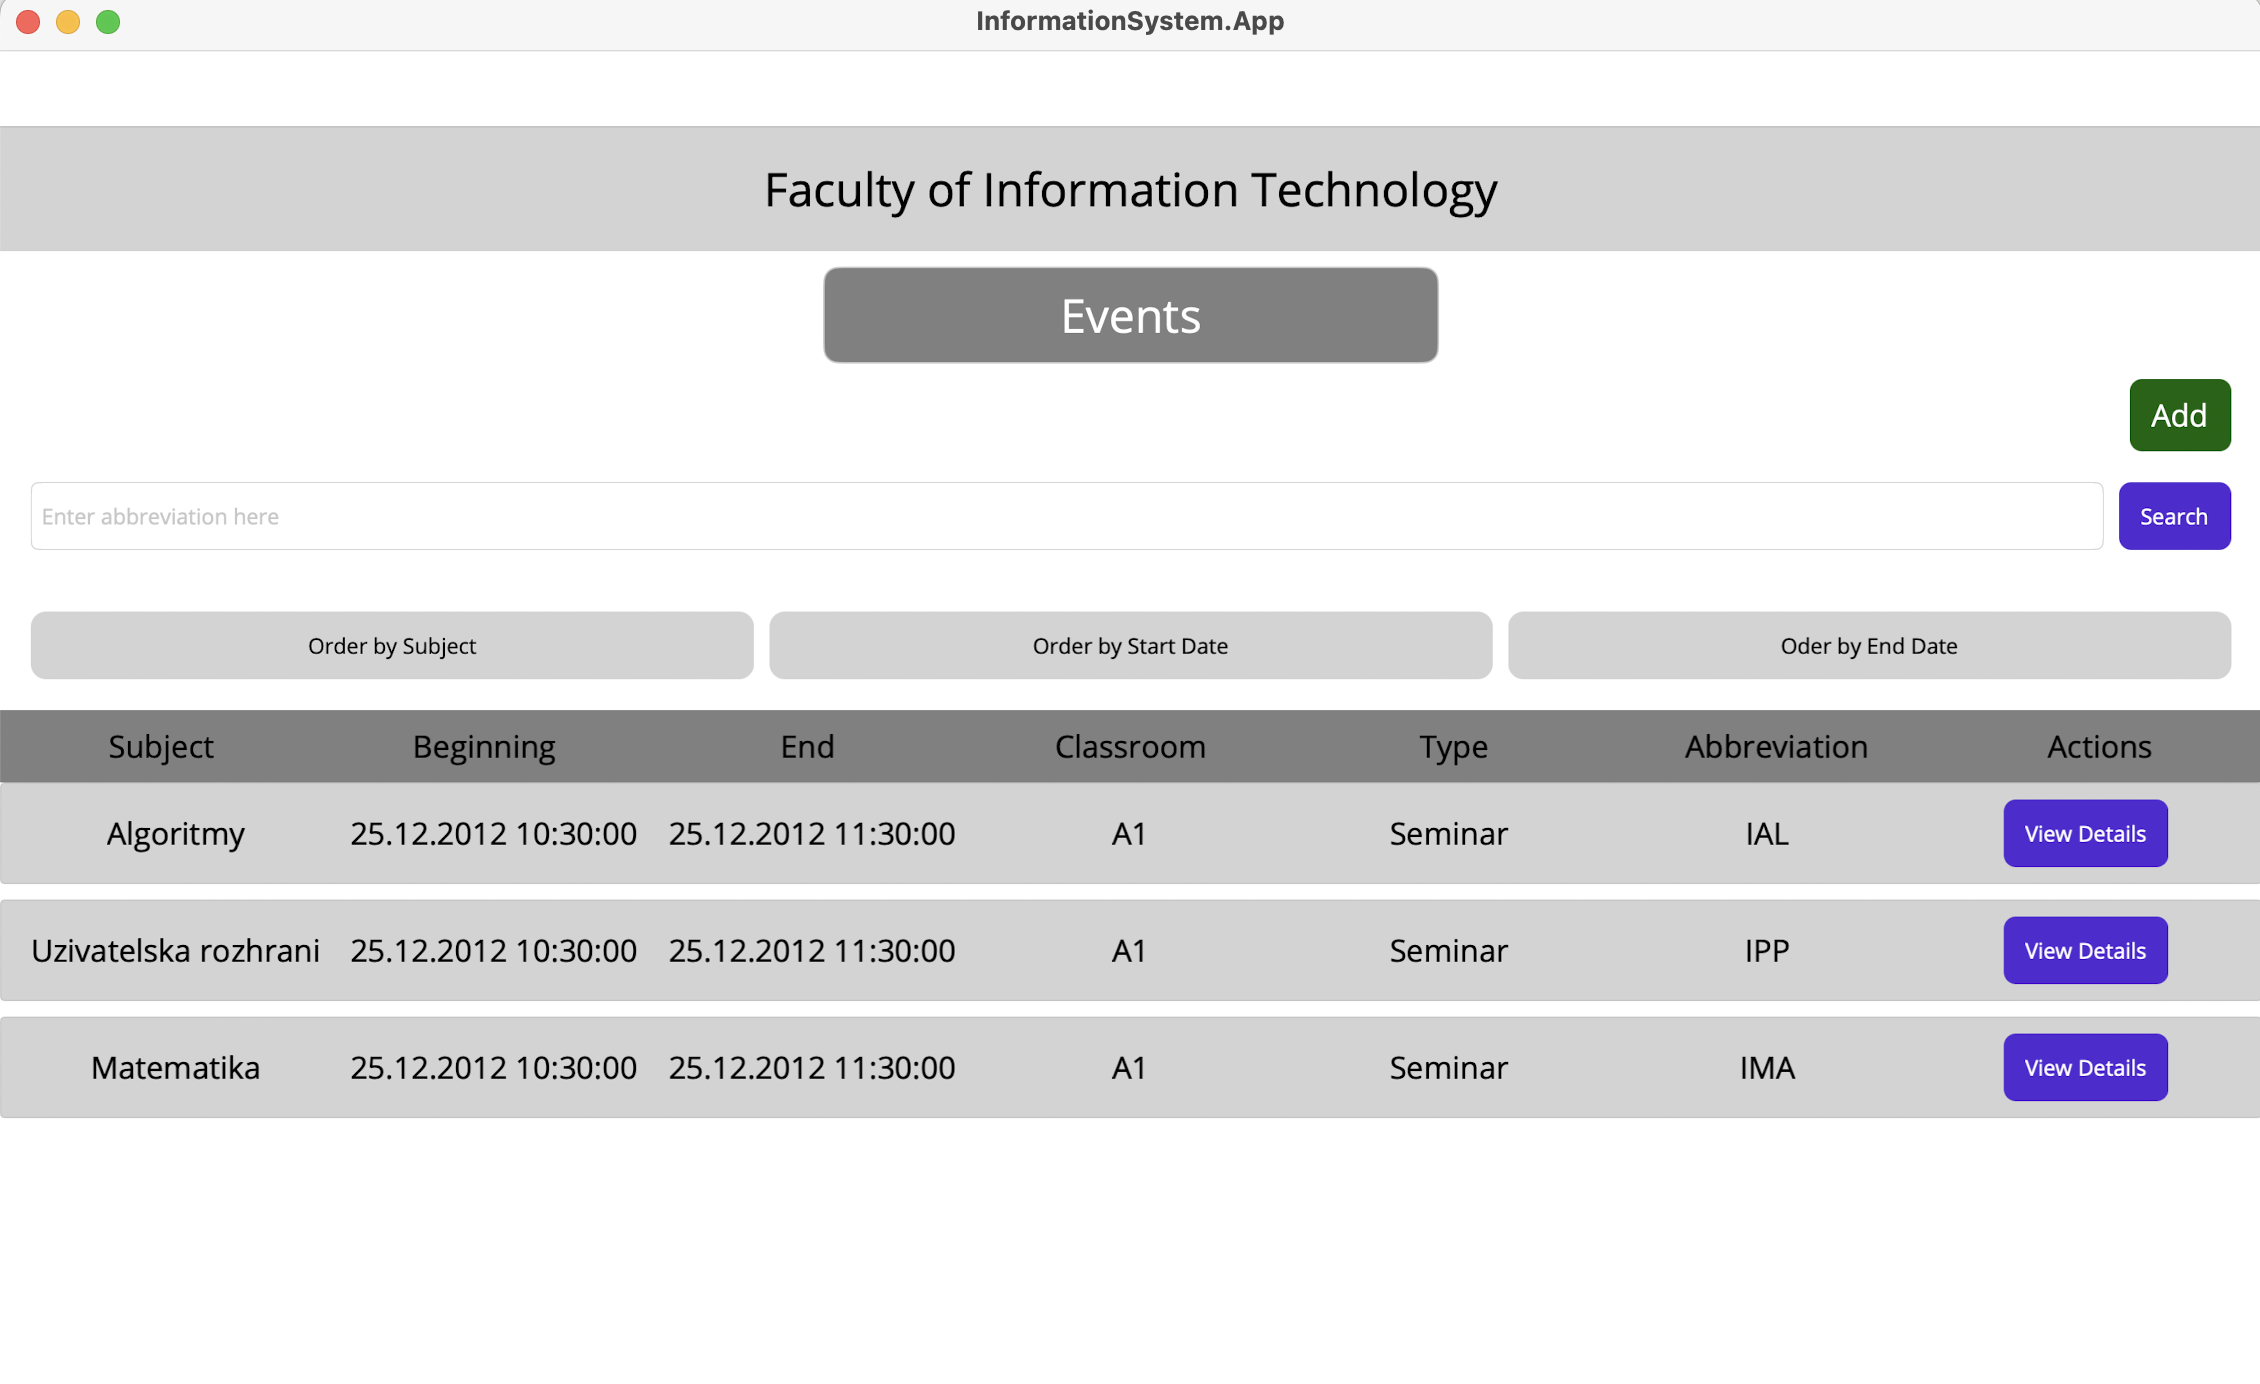 InformationSystem.App
Faculty of Information Technology
Events
Add
Enter abbreviation here
Search
Order by Subject
Order by Start Date
Oder by End Date
Subject Beginning End Classroom Type Abbreviation Actions
Algoritmy 25.12.2012 10:30:00 25.12.2012 11:30:00 A1 Seminar IAL View Details
Uzivatelska rozhrani 25.12.2012 10:30:00 25.12.2012 11:30:00 A1 Seminar IPP View Details
Matematika 25.12.2012 10:30:00 25.12.2012 11:30:00 A1 Seminar IMA View Details